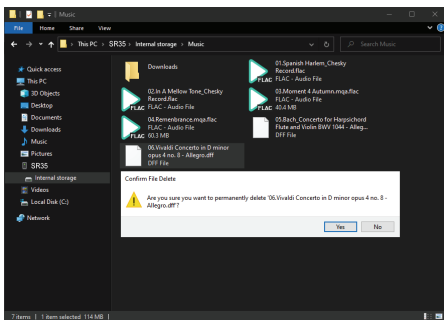 Music
File Home Share View
This PC > SR35 > Internal storage > Music
Search Music
Quick access
This PC
3D Objects
Desktop
Documents
Downloads
Music
Pictures
SR35
Internal storage
Videos
Local Disk (C:)
Network
Downloads
01.Spanish Harlem_Chesky
Record.flac
FLAC - Audio File
FLAC
02.In A Mellow Tone_Chesky
Record.flac
FLAC - Audio File
FLAC
03.Moment 4 Autumn.mqa.flac
FLAC - Audio File
40.4 MB
FLAC
04.Remembrance.mqa.flac
FLAC - Audio File
60.3 MB
FLAC
05.Bach_Concerto for Harpsichord
Flute and Violin BWV 1044 - Alleg...
DFF File
06.Vivaldi Concerto in D minor
opus 4 no. 8 - Allegro.dff
DFF File
Confirm File Delete
Are you sure you want to permanently delete '06.Vivaldi Concerto in D minor opus 4 no. 8 -
Allegro.dff'?
Yes No
7 items 1 item selected 114 MB